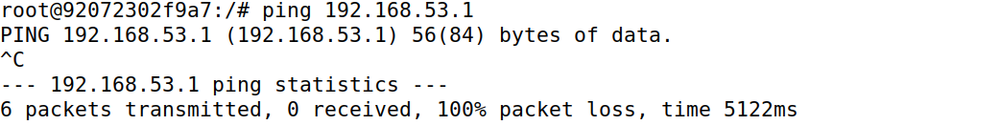 root@92072302f9a7:/# ping 192.168.53.1
PING 192.168.53.1 (192.168.53.1) 56(84) bytes of data.
^C
--- 192.168.53.1 ping statistics ---
6 packets transmitted, 0 received, 100% packet loss, time 5122ms